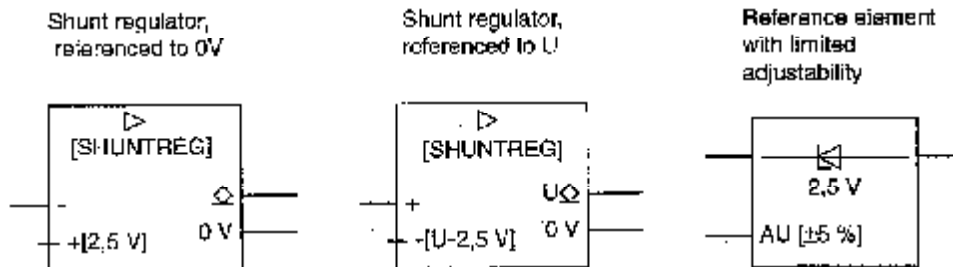 Shunt regulator,
referenced to 0V
[SHUNTREG]
-
+[2,5 V]
0 V
Shunt regulator,
referenced to U
[SHUNTREG]
+
-[U-2,5 V]
U
0 V
Reference element
with limited
adjustability
2,5 V
AU [±5 %]